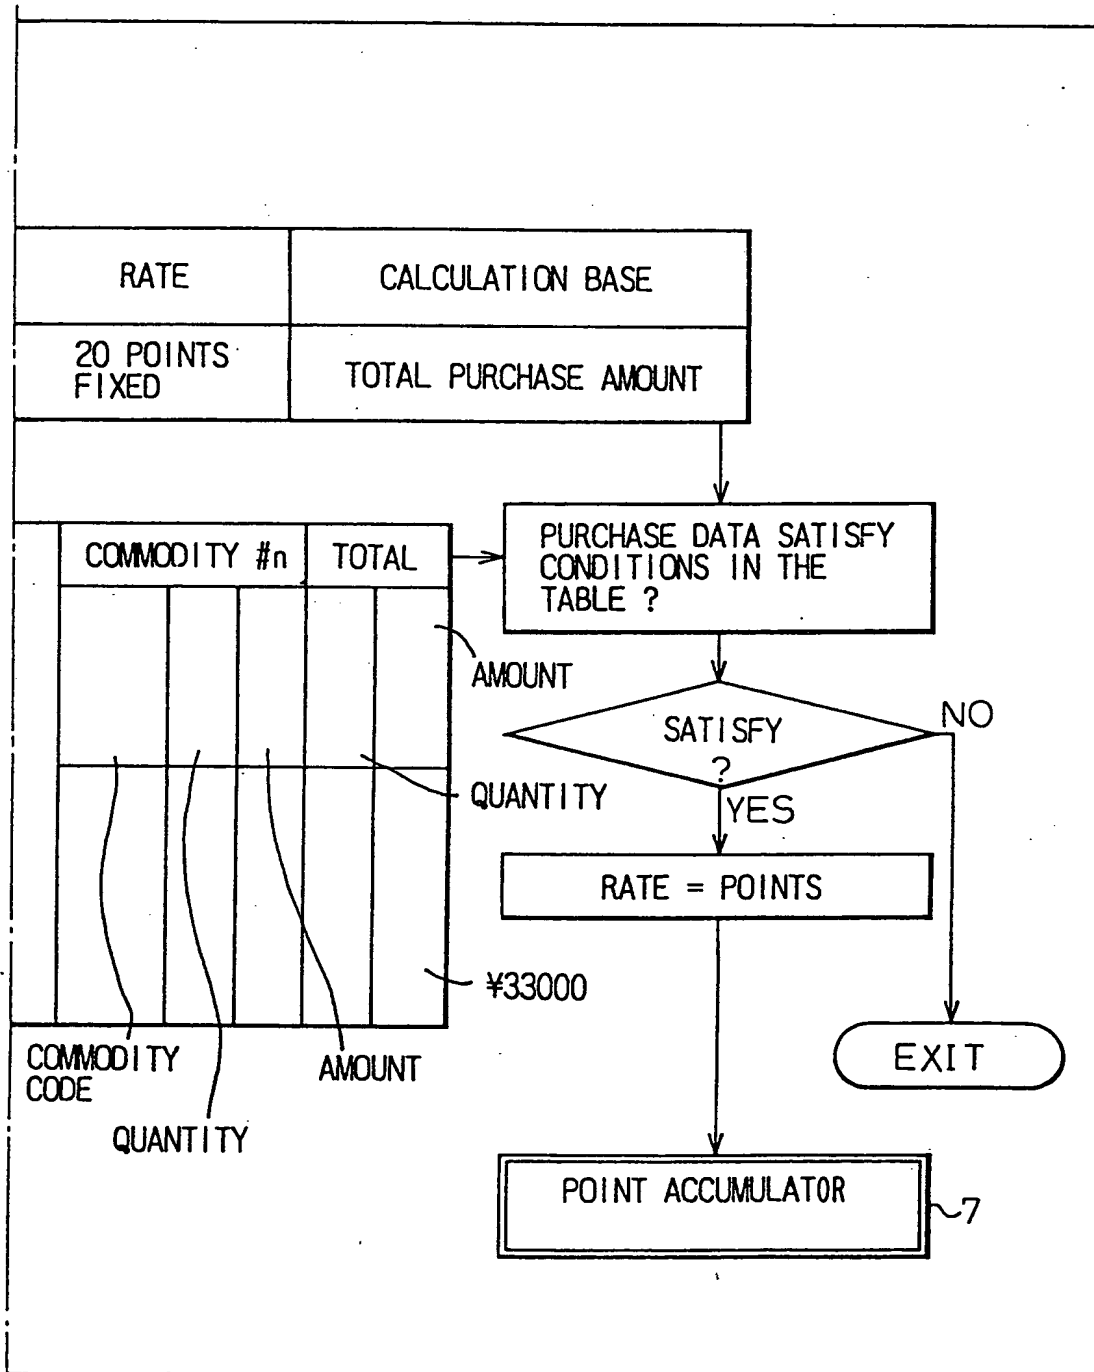 RATE
CALCULATION BASE
20 POINTS
FIXED
TOTAL PURCHASE AMOUNT
COMMODITY #n
TOTAL
PURCHASE DATA SATISFY
CONDITIONS IN THE
TABLE ?
AMOUNT
SATISFY
?
NO
QUANTITY
YES
RATE = POINTS
¥33000
COMMODITY
CODE
AMOUNT
EXIT
QUANTITY
POINT ACCUMULATOR
7